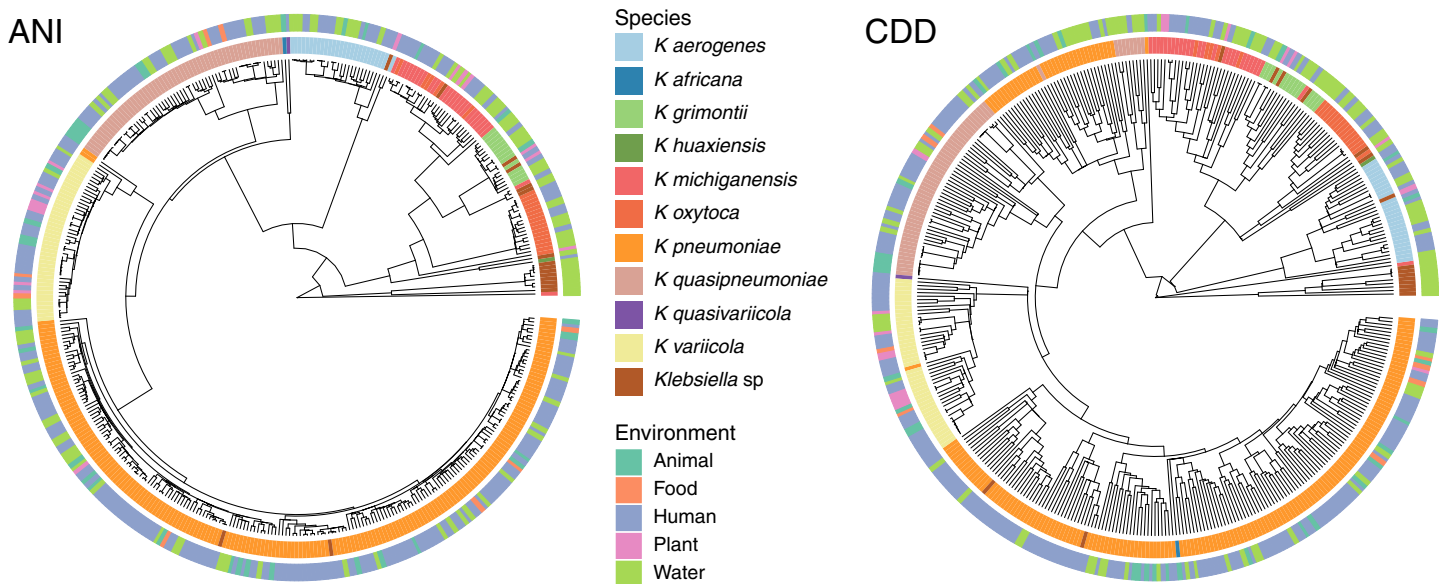 ANI
Species
K aerogenes
K africana
K grimontii
K huaxiensis
K michiganensis
K oxytoca
K pneumoniae
K quasipneumoniae
K quasivariicola
K variicola
Klebsiella sp
Environment
Animal
Food
Human
Plant
Water
CDD